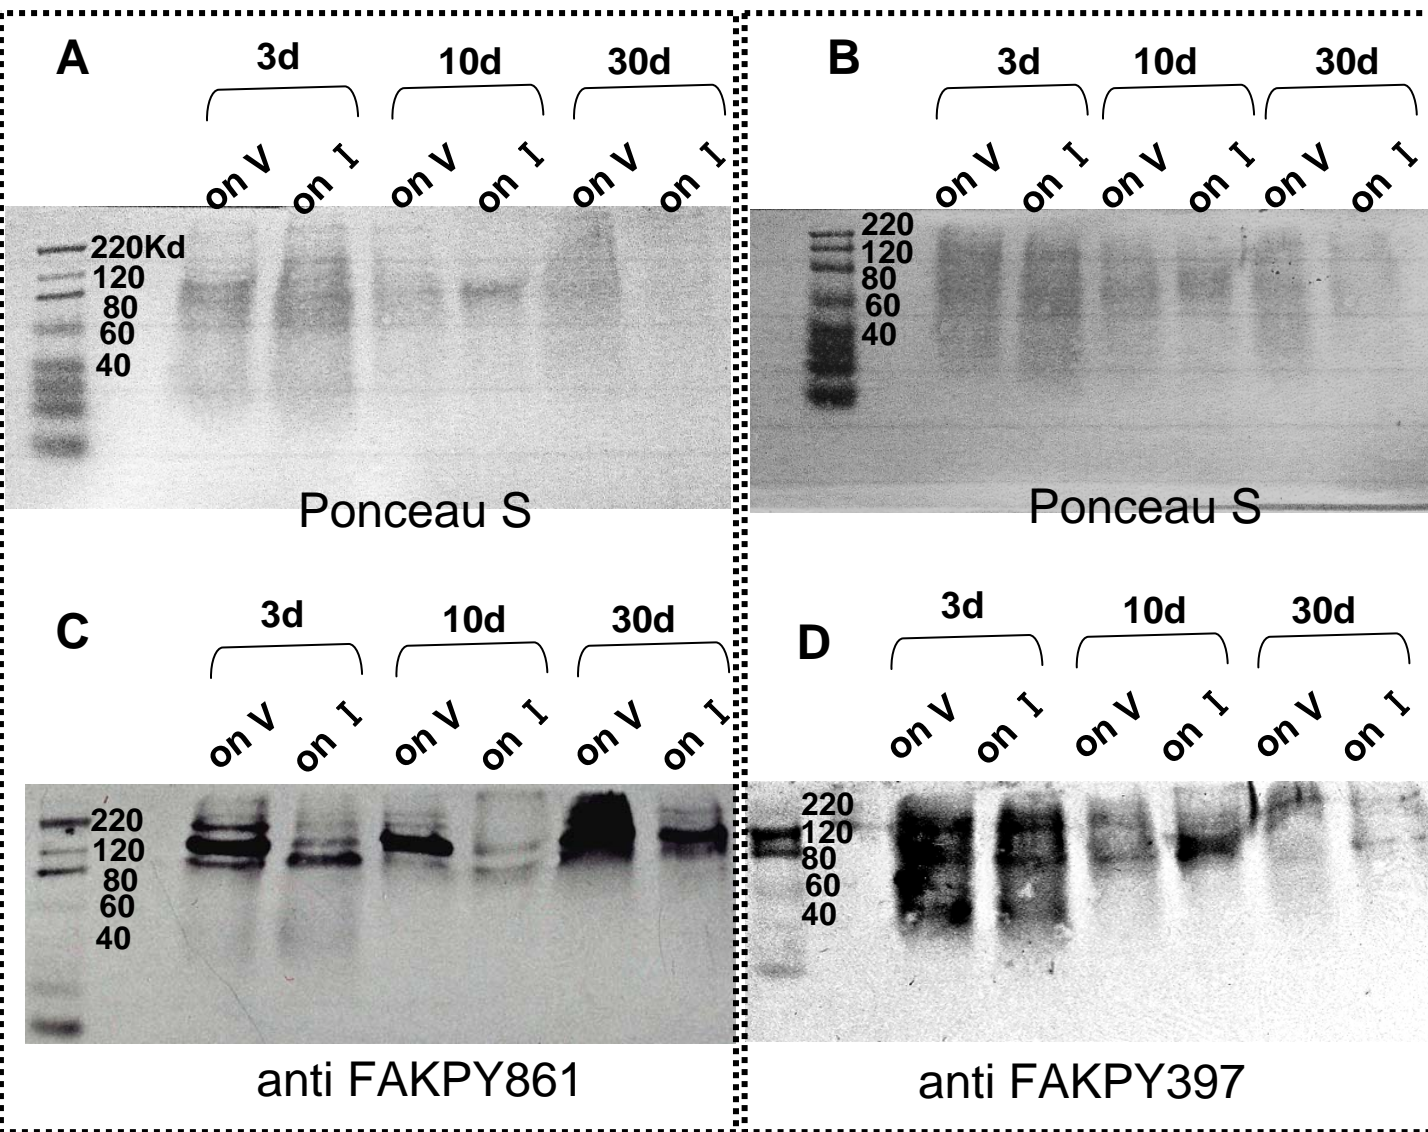 A
3d
10d
30d
on V
on I
on V
on I
on V
on I
220Kd
120
80
60
40
Ponceau S
B
3d
10d
30d
on V
on I
on V
on I
on V
on I
220
120
80
60
40
Ponceau S
C
3d
10d
30d
on V
on I
on V
on I
on V
on I
220
120
80
60
40
anti FAKPY861
D
3d
10d
30d
on V
on I
on V
on I
on V
on I
220
120
80
60
40
anti FAKPY397